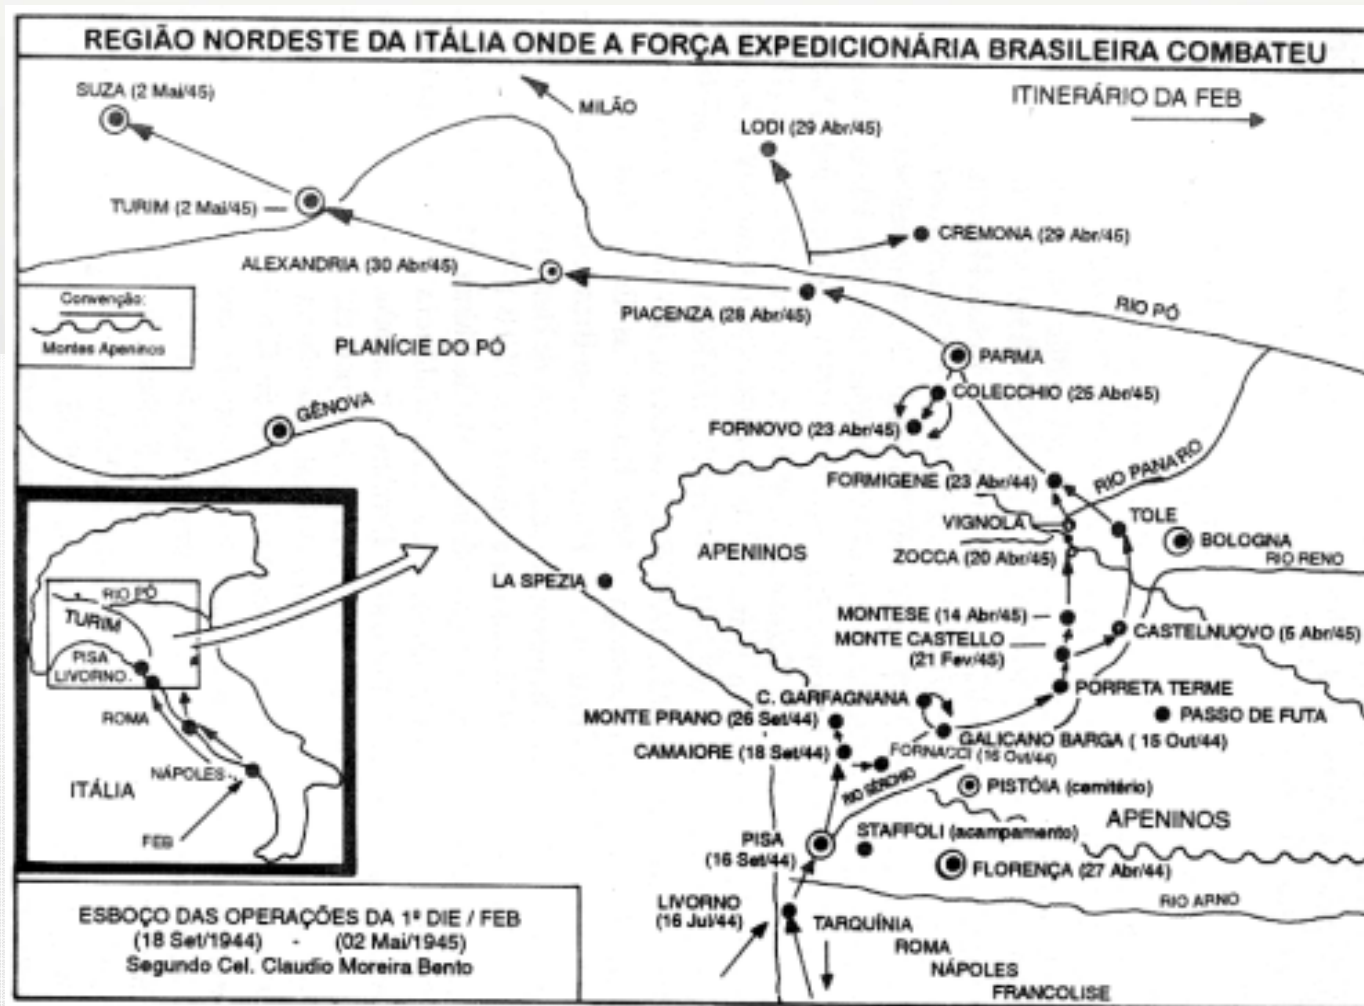 REGIÃO NORDESTE DA ITÁLIA ONDE A FORÇA EXPEDICIONÁRIA BRASILEIRA COMBATEU
SUZA (2 Mai/45)
MILÃO
ITINERÁRIO DA FEB
LODI (29 Abr/45)
TURIM (2 Mai/45)
CREMONA (29 Abr/45)
ALEXANDRIA (30 Abr/45)
Convenção:
Montes Apeninos
PIACENZA (28 Abr/45)
RIO PÓ
PLANÍCIE DO PÓ
PARMA
COLECCHIO (25 Abr/45)
GÊNOVA
FORNOVO (23 Abr/45)
RIO PANARO
FORMIGENE (23 Abr/44)
VIGNOLA
TOLE
BOLOGNA
APENINOS
ZOCCA (20 Abr/45)
RIO RENO
LA SPEZIA
RIO PÓ
TURIM
MONTESE (14 Abr/45)
CASTELNUOVO (5 Abr/45)
MONTE CASTELLO
(21 Fev/45)
PISA
LIVORNO
C. GARFAGNANA
PORRETA TERME
ROMA
MONTE PRANO (26 Set/44)
PASSO DE FUTA
GALICANO BARGA ( 15 Out/44)
CAMAIORE (18 Set/44)
FORNACCI (16 Out/44)
NÁPOLES
ITÁLIA
RIO SÉRCHIO
PISTÓIA (cemitério)
APENINOS
FEB
PISA
(16 Set/44)
STAFFOLI (acampamento)
FLORENÇA (27 Abr/44)
LIVORNO
(16 Jul/44)
RIO ARNO
TARQUÍNIA
ROMA
NÁPOLES
FRANCOLISE
ESBOÇO DAS OPERAÇÕES DA 1ª DIE / FEB
(18 Set/1944) - (02 Mai/1945)
Segundo Cel. Claudio Moreira Bento